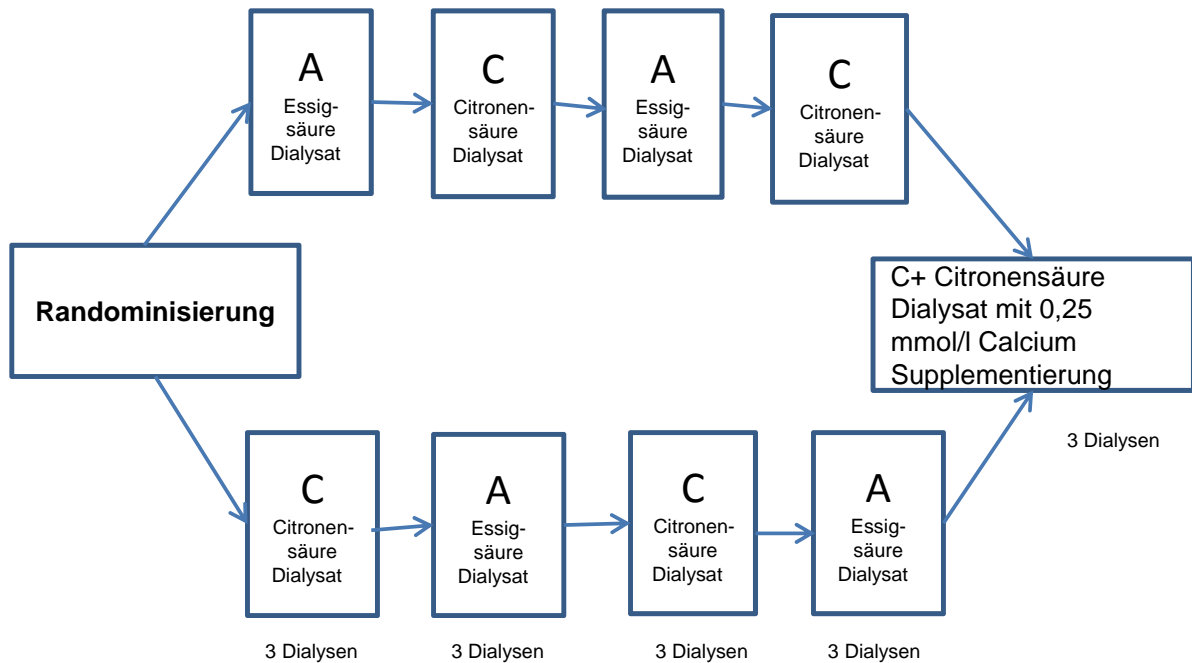 A
Essig-
säure
Dialysat
C
Citronen-
säure
Dialysat
A
Essig-
säure
Dialysat
C
Citronen-
säure
Dialysat
Randominisierung
C+ Citronensäure
Dialysat mit 0,25
mmol/l Calcium
Supplementierung
3 Dialysen
C
Citronen-
säure
Dialysat
A
Essig-
säure
Dialysat
C
Citronen-
säure
Dialysat
A
Essig-
säure
Dialysat
3 Dialysen
3 Dialysen
3 Dialysen
3 Dialysen